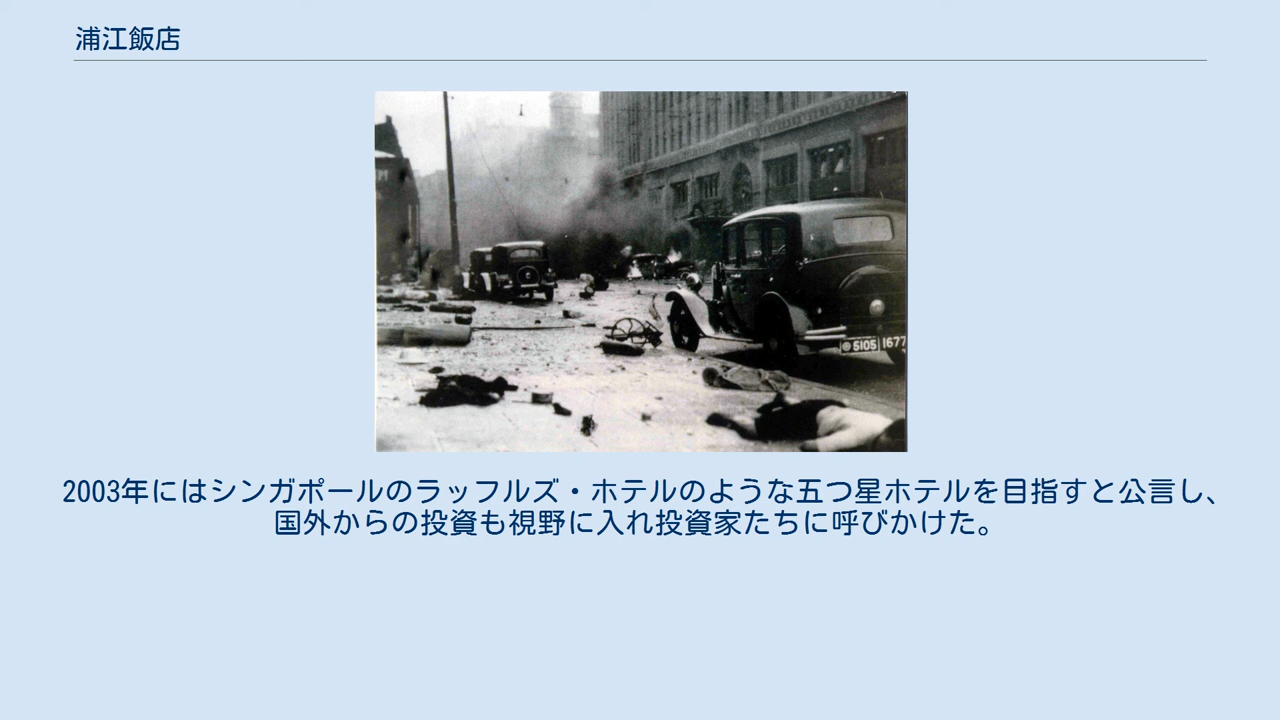 浦江飯店
5105 1677
2003年にはシンガポールのラッフルズ・ホテルのような五つ星ホテルを目指すと公言し、
国外からの投資も視野に入れ投資家たちに呼びかけた。